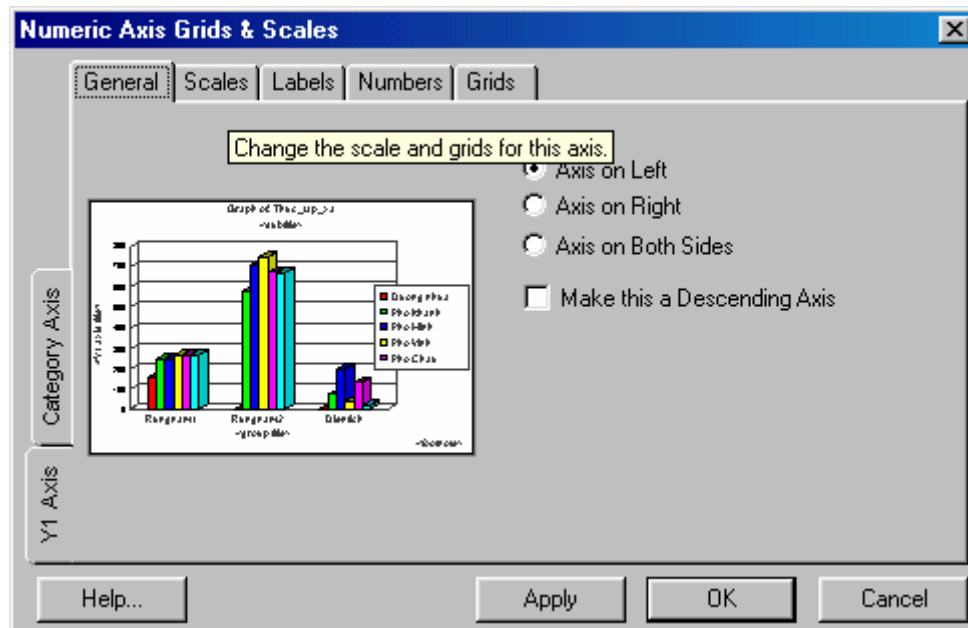 Numeric Axis Grids & Scales
General Scales Labels Numbers Grids
Change the scale and grids for this axis.
Axis on Left
Axis on Right
Axis on Both Sides
Make this a Descending Axis
Category Axis
Y1 Axis
Graph of
Help... Apply OK Cancel